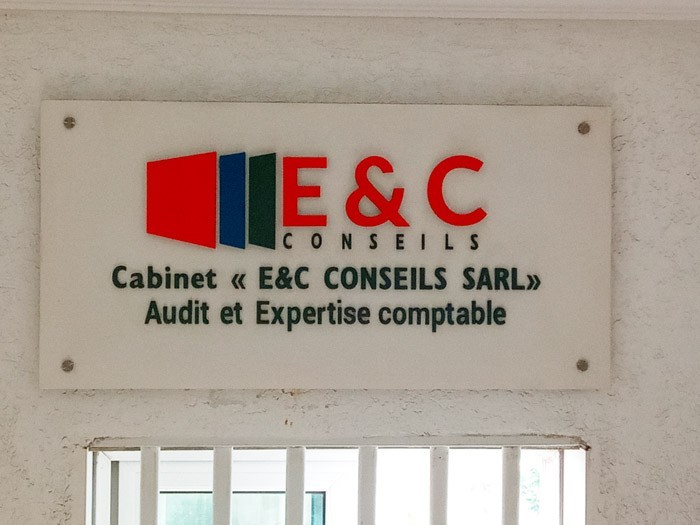 E&C
CONSEILS
Cabinet « E&C CONSEILS SARL»
Audit et Expertise comptable